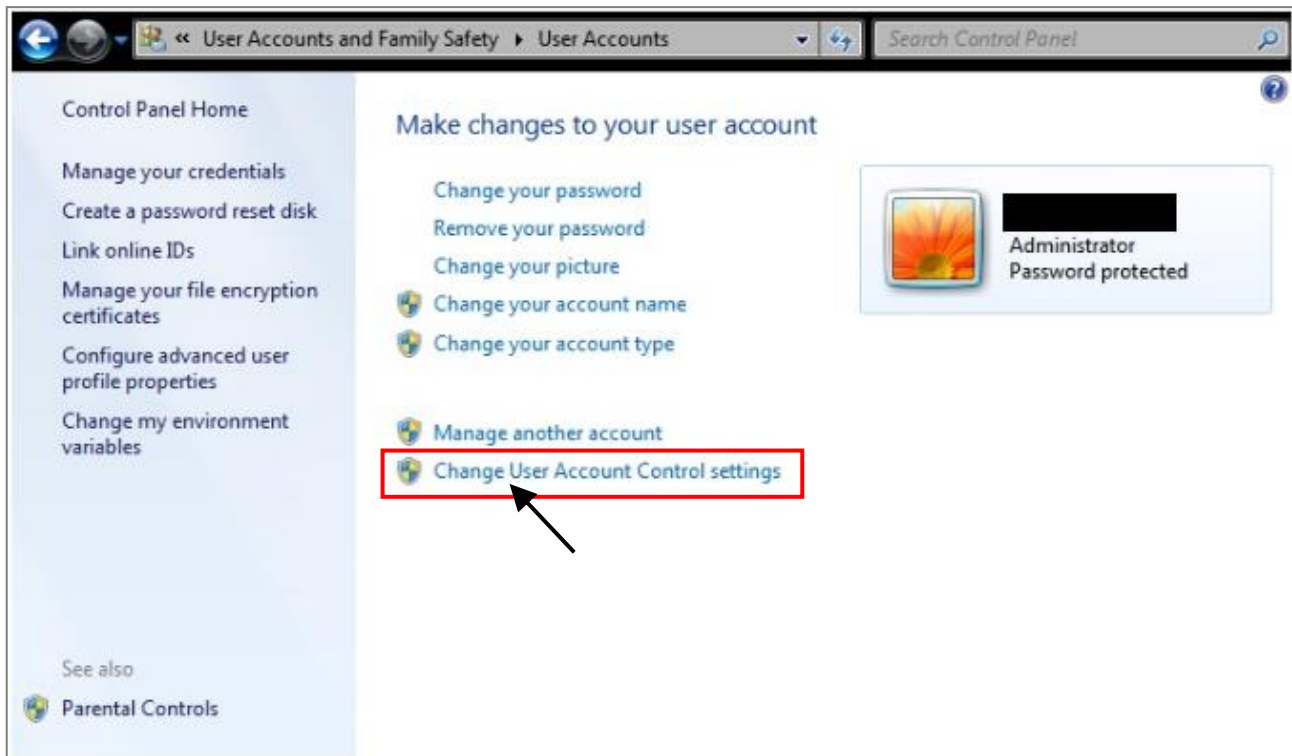 « User Accounts and Family Safety ▸ User Accounts
Search Control Panel
Control Panel Home
Manage your credentials
Create a password reset disk
Link online IDs
Manage your file encryption
certificates
Configure advanced user
profile properties
Change my environment
variables
See also
Parental Controls
Make changes to your user account
Change your password
Remove your password
Change your picture
Change your account name
Change your account type
Manage another account
Change User Account Control settings
Administrator
Password protected